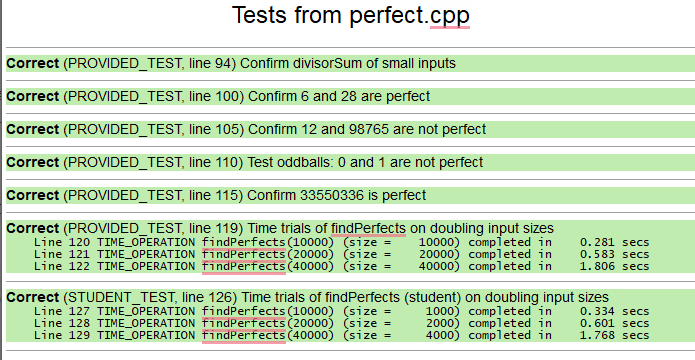 Tests from perfect.cpp
Correct (PROVIDED_TEST, line 94) Confirm divisorSum of small inputs
Correct (PROVIDED_TEST, line 100) Confirm 6 and 28 are perfect
Correct (PROVIDED_TEST, line 105) Confirm 12 and 98765 are not perfect
Correct (PROVIDED_TEST, line 110) Test oddballs: 0 and 1 are not perfect
Correct (PROVIDED_TEST, line 115) Confirm 33550336 is perfect
Correct (PROVIDED_TEST, line 119) Time trials of findPerfects on doubling input sizes
Line 120 TIME_OPERATION findPerfects(10000) (size = 10000) completed in 0.281 secs
Line 121 TIME_OPERATION findPerfects(20000) (size = 20000) completed in 0.583 secs
Line 122 TIME_OPERATION findPerfects(40000) (size = 40000) completed in 1.806 secs
Correct (STUDENT_TEST, line 126) Time trials of findPerfects (student) on doubling input sizes
Line 127 TIME_OPERATION findPerfects(10000) (size = 1000) completed in 0.334 secs
Line 128 TIME_OPERATION findPerfects(20000) (size = 2000) completed in 0.601 secs
Line 129 TIME_OPERATION findPerfects(40000) (size = 4000) completed in 1.768 secs